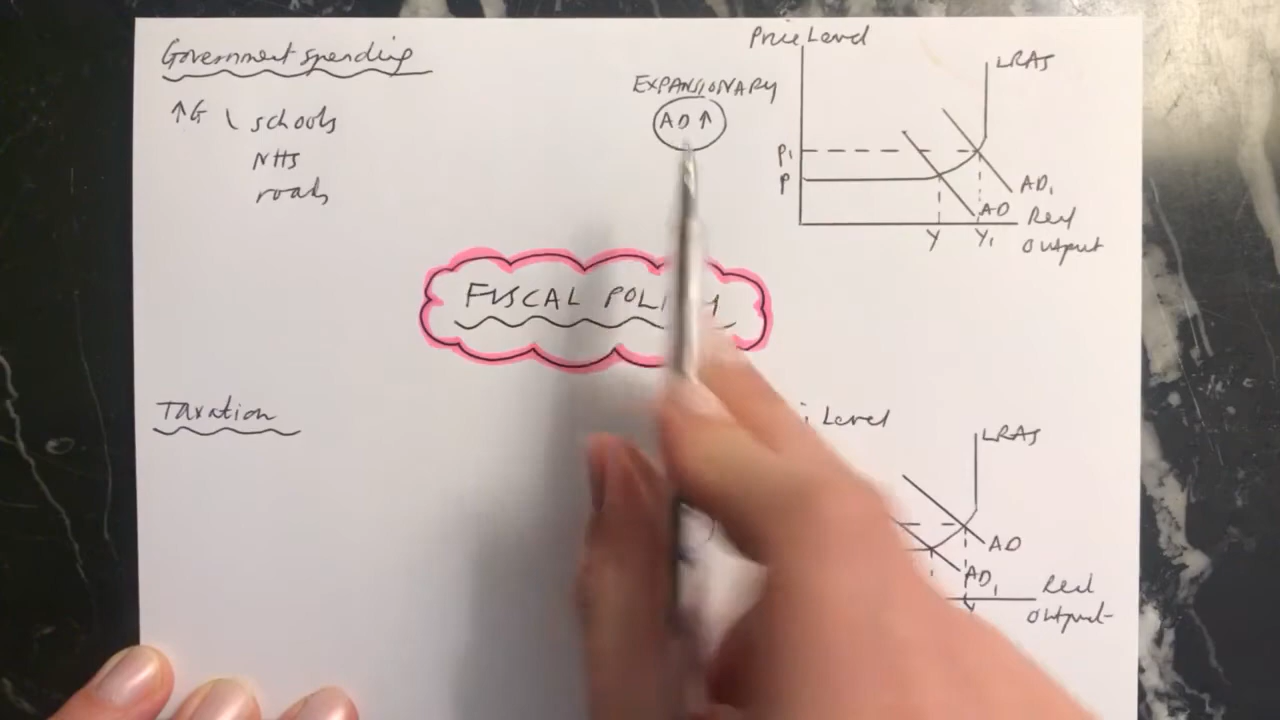 Government spending
↑G \ schools
NHS
roads
EXPANSIONARY
AD ↑
Price Level
LRAS
P1
P
AD1
AD
Real
Output
Y Y1
FISCAL
Taxation
Level
LRAS
AD
AD1
Real
Output